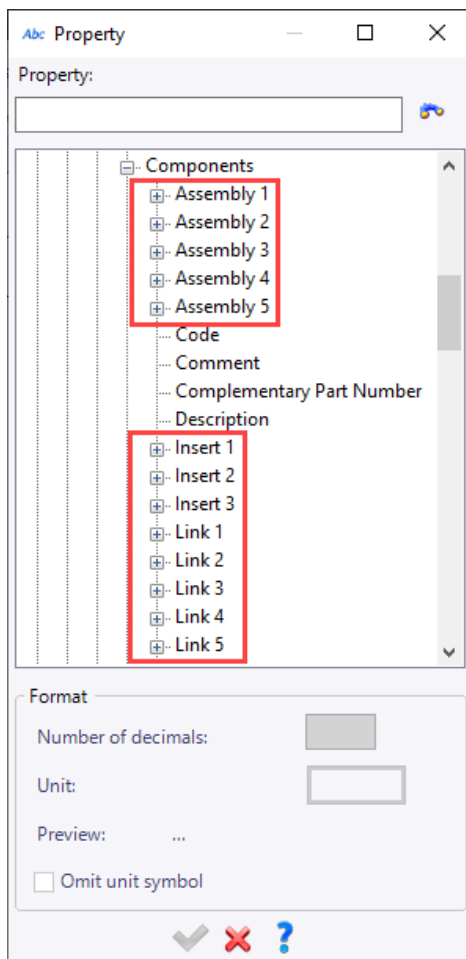 Abc Property
Property:
Components
Assembly 1
Assembly 2
Assembly 3
Assembly 4
Assembly 5
Code
Comment
Complementary Part Number
Description
Insert 1
Insert 2
Insert 3
Link 1
Link 2
Link 3
Link 4
Link 5
Format
Number of decimals:
Unit:
Preview: ...
Omit unit symbol
?